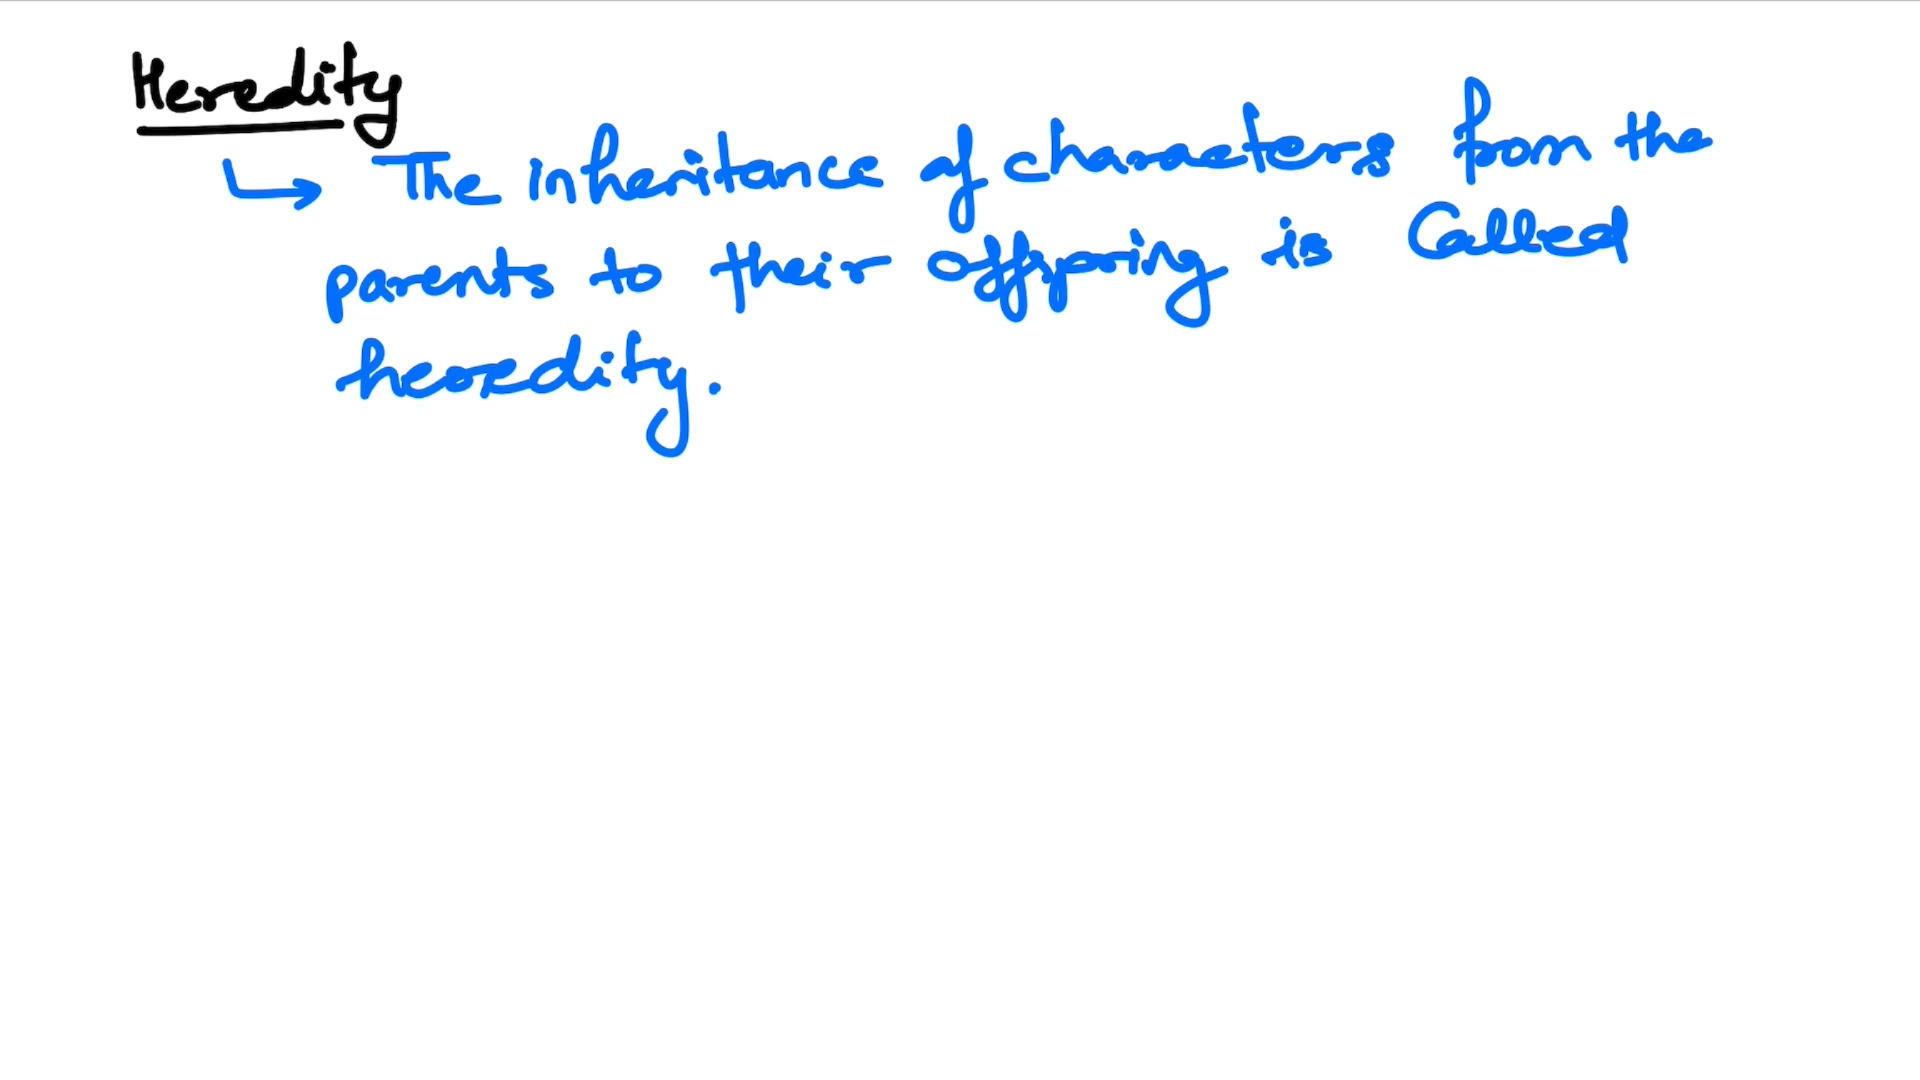 Heredity
↳ The inheritance of characters from the
parents to their offspring is Called
heredity.